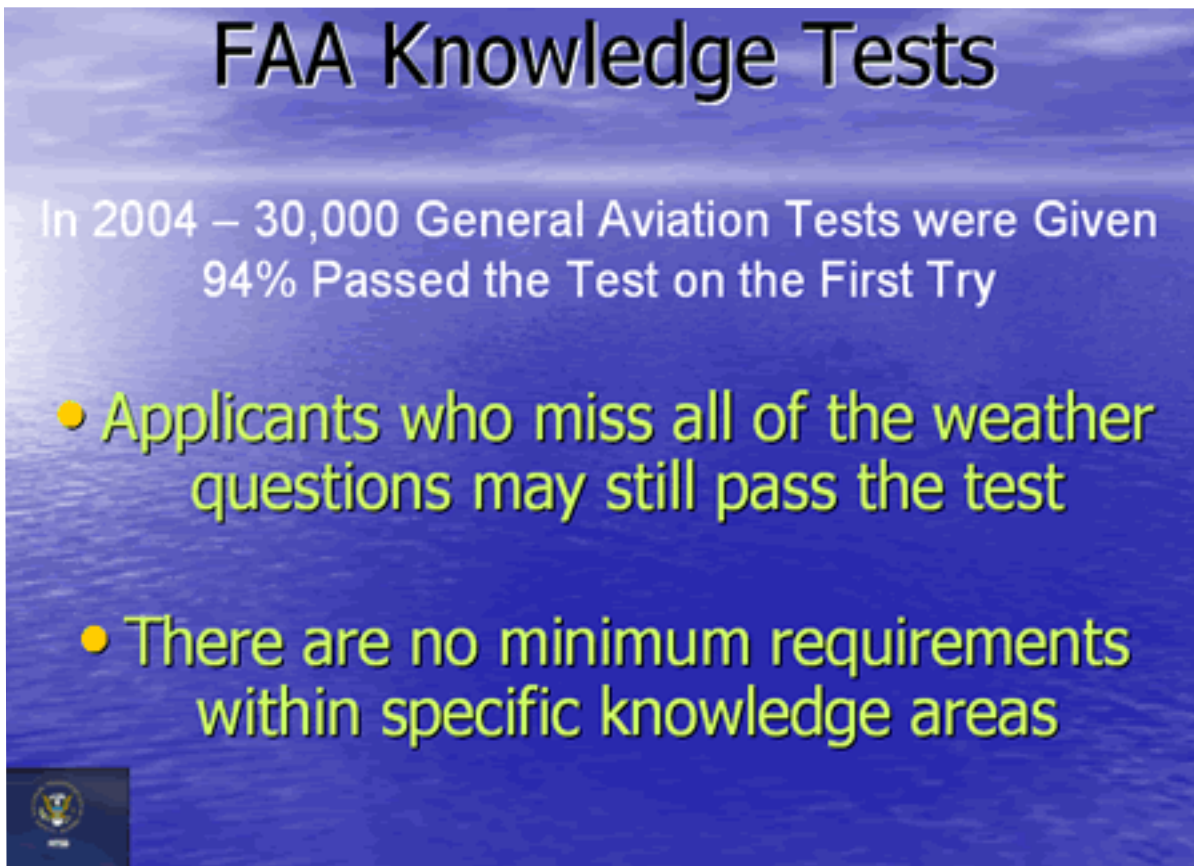 FAA Knowledge Tests
In 2004 – 30,000 General Aviation Tests were Given
94% Passed the Test on the First Try
• Applicants who miss all of the weather
questions may still pass the test
• There are no minimum requirements
within specific knowledge areas